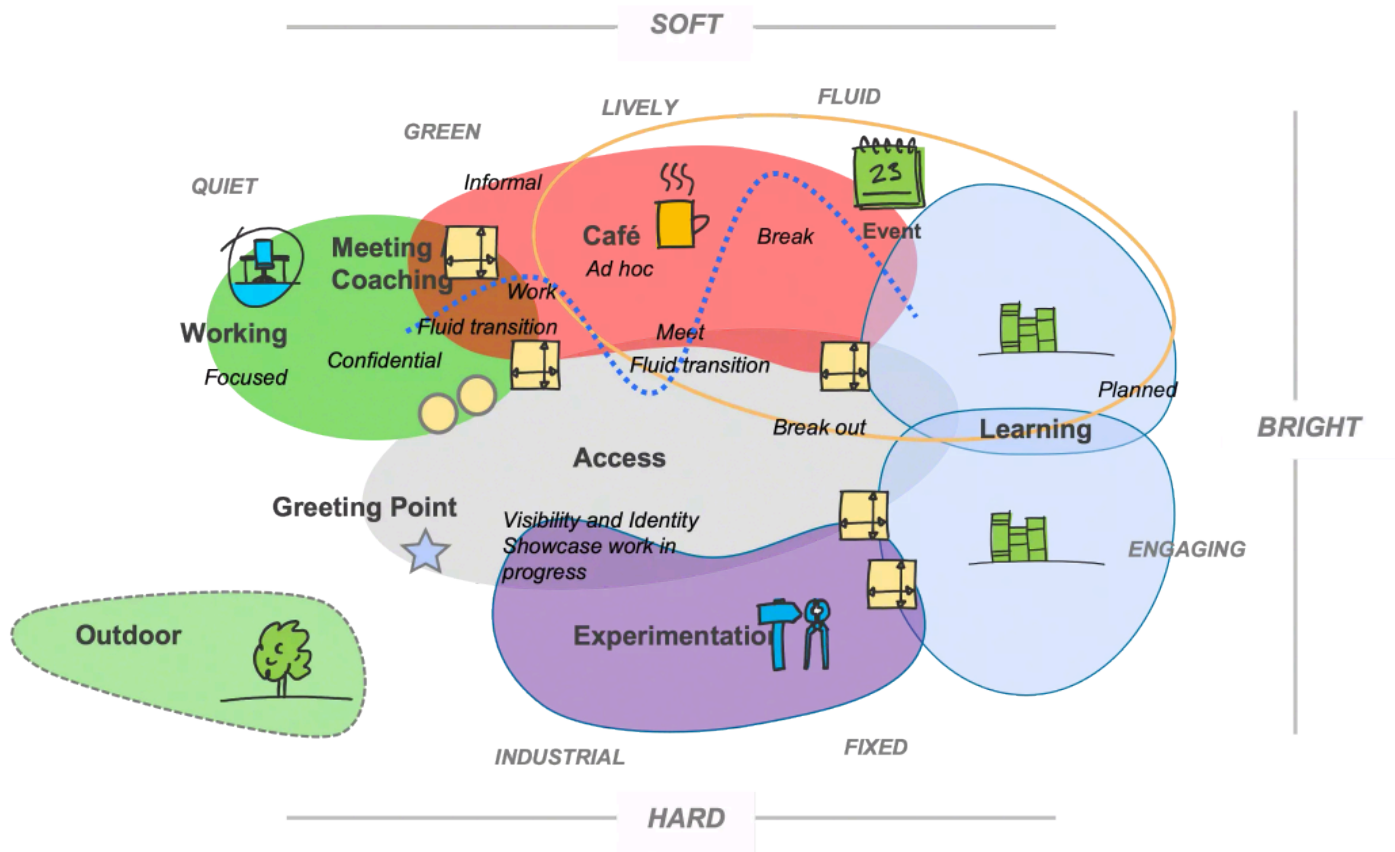 SOFT
FLUID
LIVELY
GREEN
QUIET
Informal
23
Event
Café
Break
Ad hoc
Meeting /
Coaching
Work
Working
Fluid transition
Meet
Fluid transition
Confidential
Focused
Planned
Break out
Learning
BRIGHT
Access
Greeting Point
Visibility and Identity
Showcase work in
progress
ENGAGING
Outdoor
Experimentation
INDUSTRIAL
FIXED
HARD